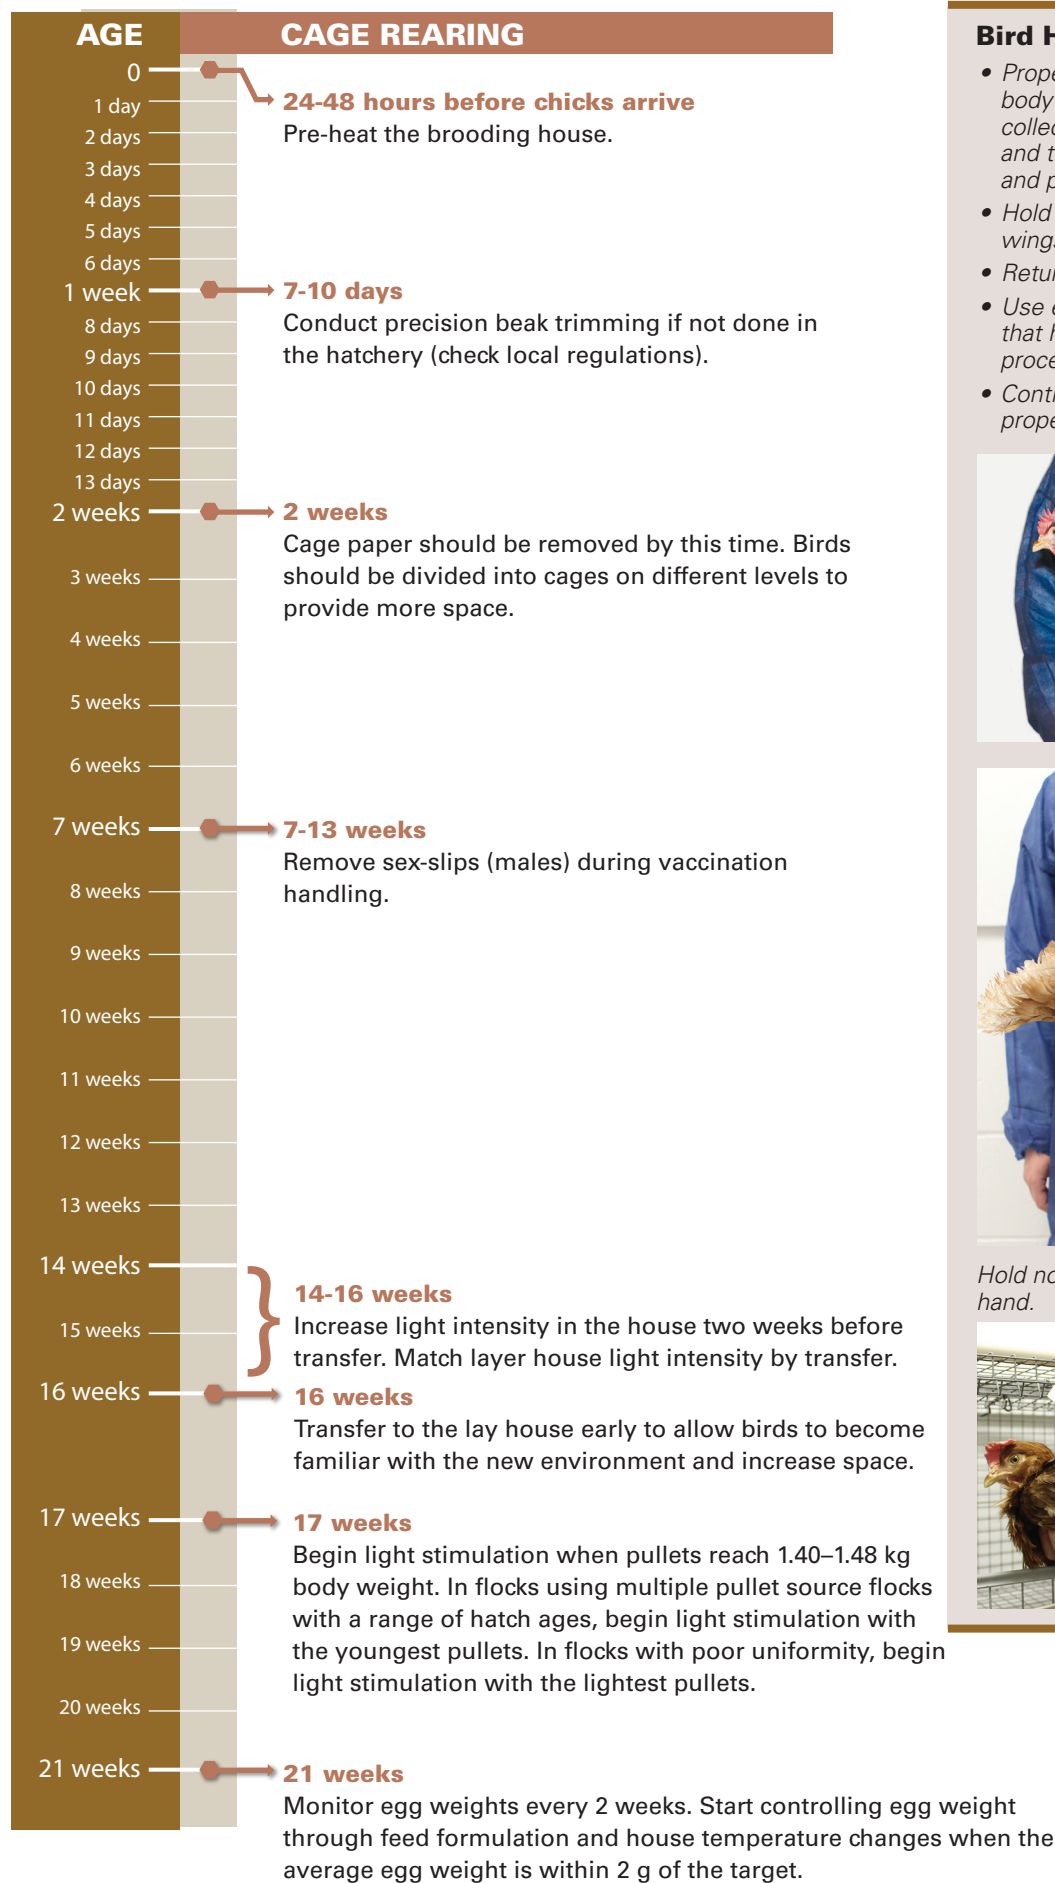 AGE
CAGE REARING
0
1 day
2 days
3 days
4 days
5 days
6 days
1 week
8 days
9 days
10 days
11 days
12 days
13 days
2 weeks
3 weeks
4 weeks
5 weeks
6 weeks
7 weeks
8 weeks
9 weeks
10 weeks
11 weeks
12 weeks
13 weeks
14 weeks
15 weeks
16 weeks
17 weeks
18 weeks
19 weeks
20 weeks
21 weeks
24-48 hours before chicks arrive
Pre-heat the brooding house.
7-10 days
Conduct precision beak trimming if not done in
the hatchery (check local regulations).
2 weeks
Cage paper should be removed by this time. Birds
should be divided into cages on different levels to
provide more space.
7-13 weeks
Remove sex-slips (males) during vaccination
handling.
14-16 weeks
Increase light intensity in the house two weeks before
transfer. Match layer house light intensity by transfer.
16 weeks
Transfer to the lay house early to allow birds to become
familiar with the new environment and increase space.
17 weeks
Begin light stimulation when pullets reach 1.40–1.48 kg
body weight. In flocks using multiple pullet source flocks
with a range of hatch ages, begin light stimulation with
the youngest pullets. In flocks with poor uniformity, begin
light stimulation with the lightest pullets.
21 weeks
Monitor egg weights every 2 weeks. Start controlling egg weight
through feed formulation and house temperature changes when the
average egg weight is within 2 g of the target.
Bird
•
body
and
and
• Hold
•
• Use
that
•
Hold
hand.